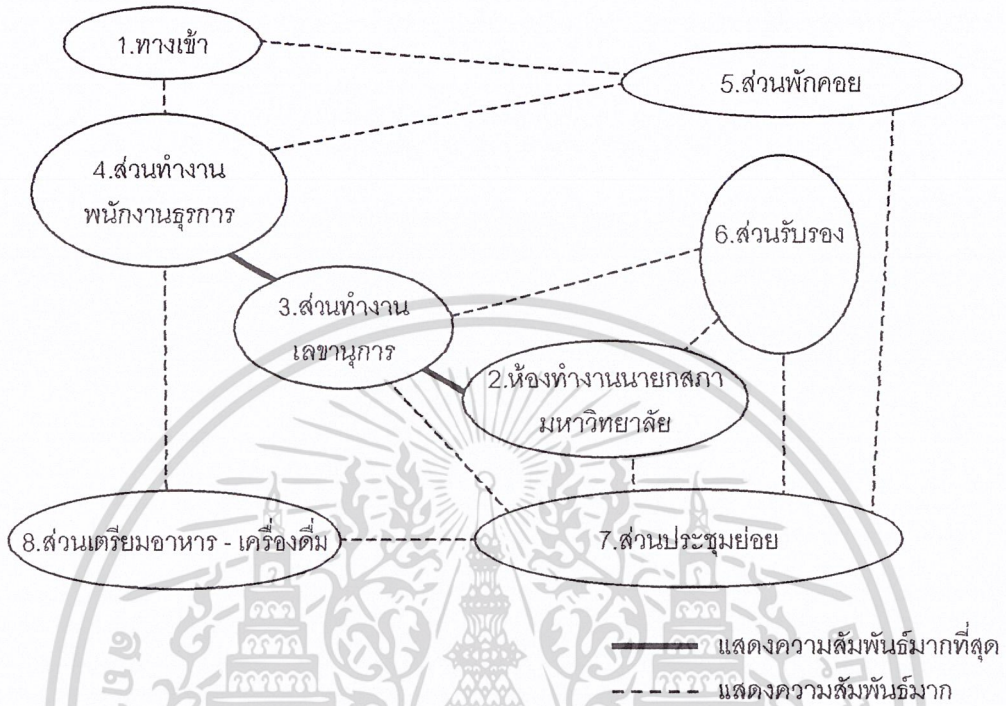 1.ทางเข้า
5.ส่วนพักคอย
4.ส่วนทำงาน
พนักงานธุรการ
6.ส่วนรับรอง
3.ส่วนทำงาน
เลขานุการ
2.ห้องทำงานนายกสภา
มหาวิทยาลัย
8.ส่วนเตรียมอาหาร - เครื่องดื่ม
7.ส่วนประชุมย่อย
แสดงความสัมพันธ์มากที่สุด
แสดงความสัมพันธ์มาก